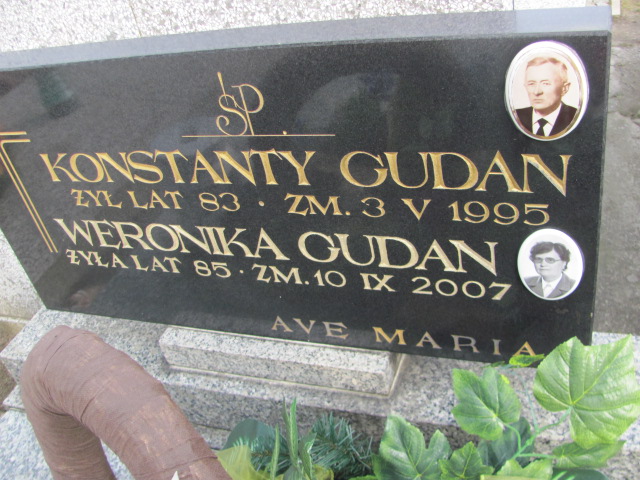 ŚP
KONSTANTY GUDAN
ŻYŁ LAT 83 · ZM. 3 V 1995
WERONIKA GUDAN
ŻYŁA LAT 85 · ZM. 10 IX 2007
AVE MARIA